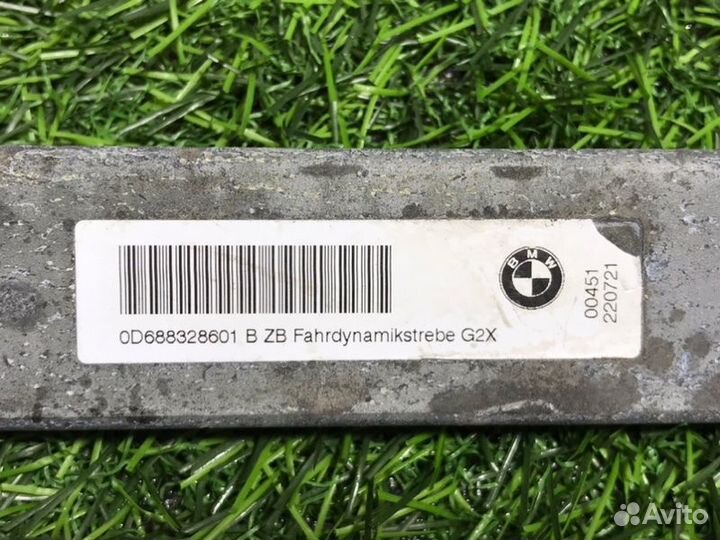 BMW
0D688328601 B ZB Fahrdynamikstrebe G2X
00451
220721
Avito